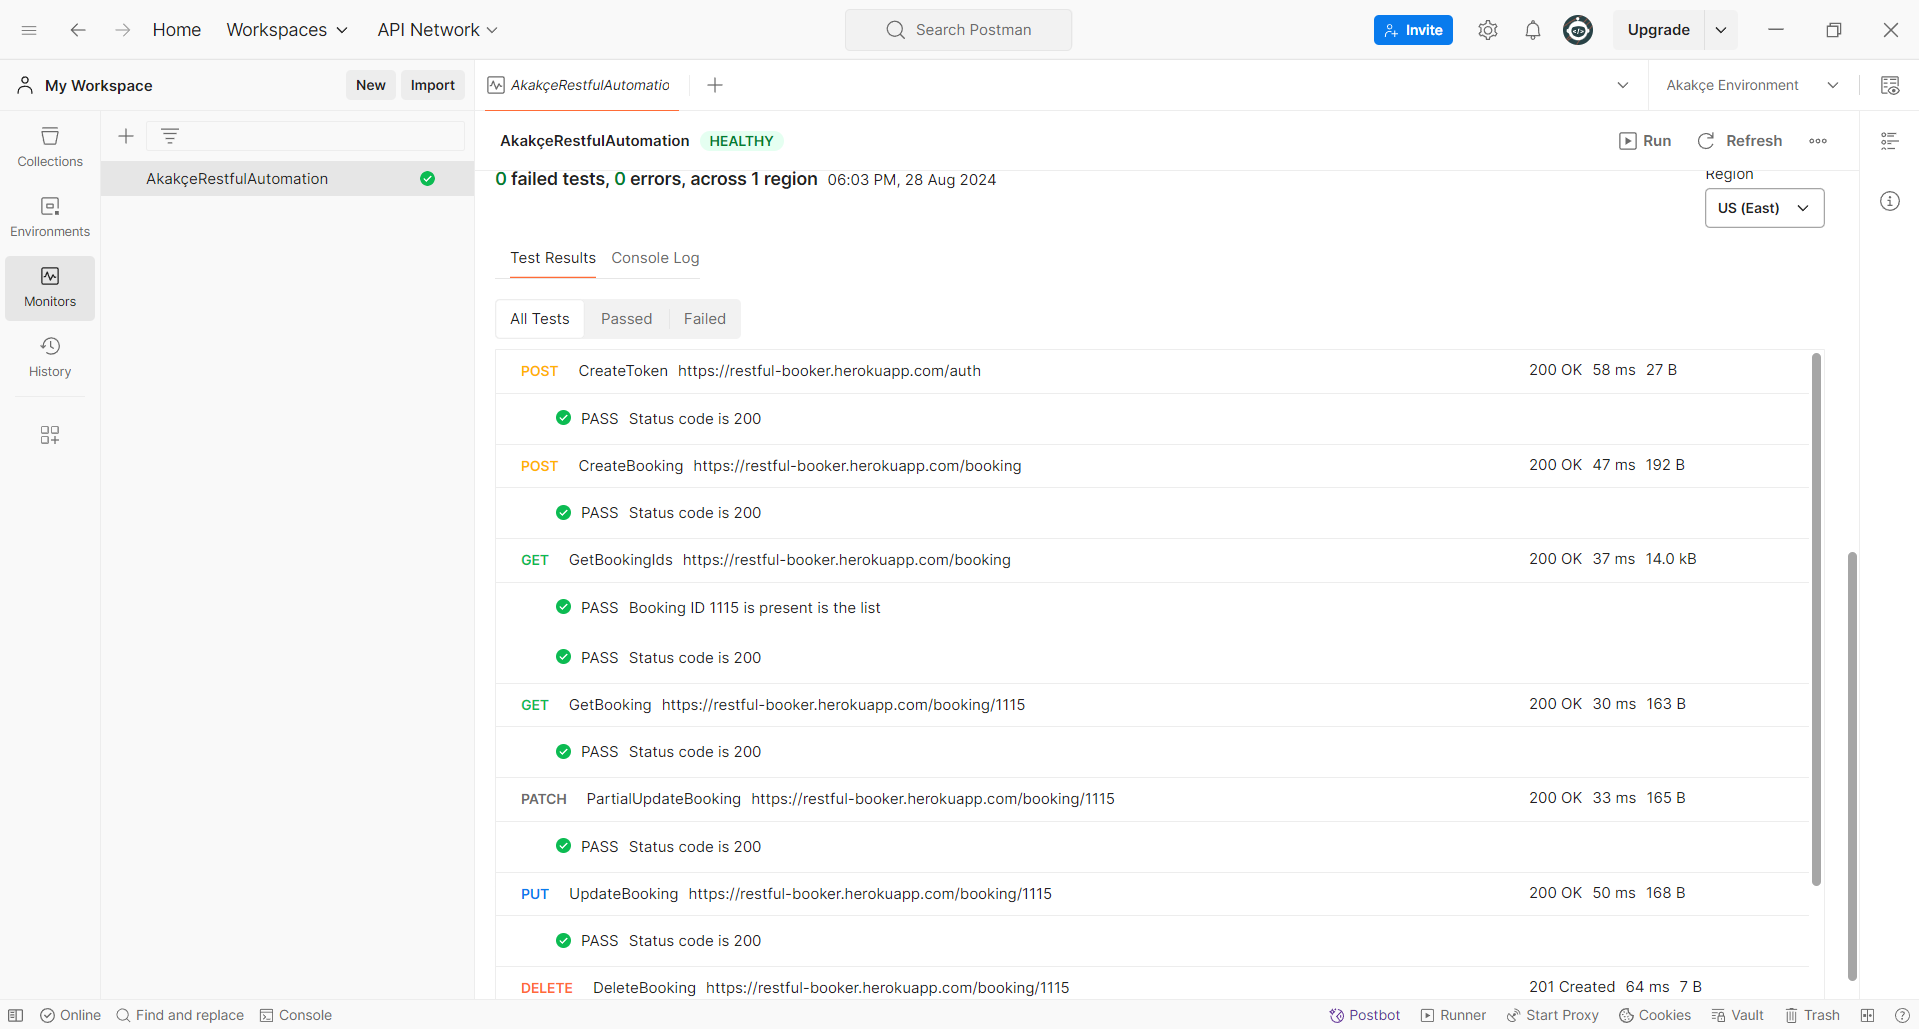 Home Workspaces API Network Search Postman Invite Upgrade
My Workspace New Import AkakçeRestfulAutomatio Akakçe Environment
Collections
Environments
Monitors
History
AkakçeRestfulAutomation
AkakçeRestfulAutomation HEALTHY Run Refresh
0 failed tests, 0 errors, across 1 region 06:03 PM, 28 Aug 2024
Region
US (East)
Test Results Console Log
All Tests Passed Failed
POST CreateToken https://restful-booker.herokuapp.com/auth 200 OK 58 ms 27 B
PASS Status code is 200
POST CreateBooking https://restful-booker.herokuapp.com/booking 200 OK 47 ms 192 B
PASS Status code is 200
GET GetBookingIds https://restful-booker.herokuapp.com/booking 200 OK 37 ms 14.0 kB
PASS Booking ID 1115 is present is the list
PASS Status code is 200
GET GetBooking https://restful-booker.herokuapp.com/booking/1115 200 OK 30 ms 163 B
PASS Status code is 200
PATCH PartialUpdateBooking https://restful-booker.herokuapp.com/booking/1115 200 OK 33 ms 165 B
PASS Status code is 200
PUT UpdateBooking https://restful-booker.herokuapp.com/booking/1115 200 OK 50 ms 168 B
PASS Status code is 200
DELETE DeleteBooking https://restful-booker.herokuapp.com/booking/1115 201 Created 64 ms 7 B
Online Find and replace Console Postbot Runner Start Proxy Cookies Vault Trash